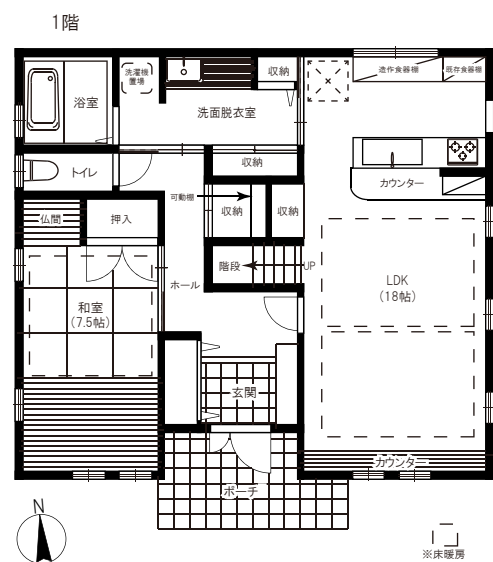 1階
洗濯機
置場
収納
造作食器棚
既存食器棚
浴室
洗面脱衣室
収納
トイレ
カウンター
可動棚
収納
収納
仏間
押入
階段
UP
ホール
LDK
(18帖)
和室
(7.5帖)
玄関
カウンター
ポーチ
N
※床暖房